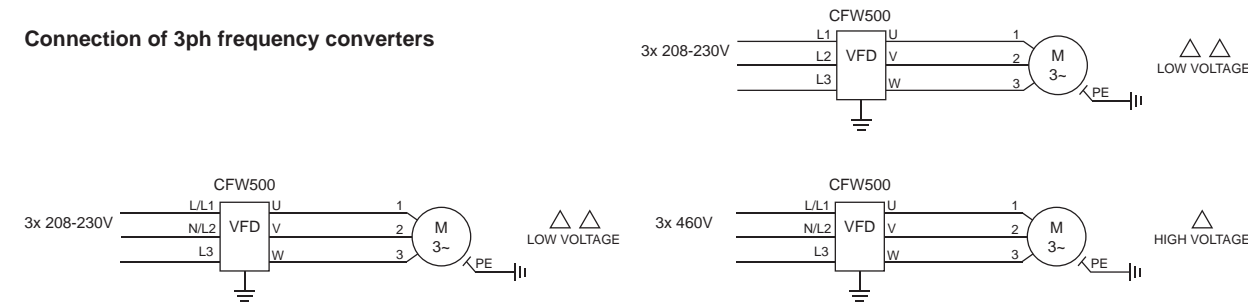 Connection of 3ph frequency converters
CFW500
3x 208-230V
L1
L2
L3
VFD
U
V
W
1
2
3
M
3~
PE
LOW VOLTAGE
CFW500
3x 208-230V
L/L1
N/L2
L3
VFD
U
V
W
1
2
3
M
3~
PE
LOW VOLTAGE
CFW500
3x 460V
L/L1
N/L2
L3
VFD
U
V
W
1
2
3
M
3~
PE
HIGH VOLTAGE